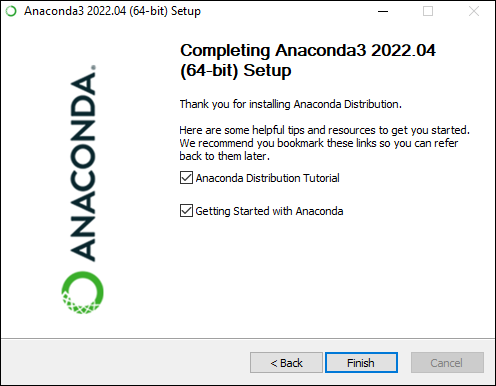 Anaconda3 2022.04 (64-bit) Setup
ANACONDA.
Completing Anaconda3 2022.04
(64-bit) Setup
Thank you for installing Anaconda Distribution.
Here are some helpful tips and resources to get you started.
We recommend you bookmark these links so you can refer
back to them later.
Anaconda Distribution Tutorial
Getting Started with Anaconda
< Back
Finish
Cancel